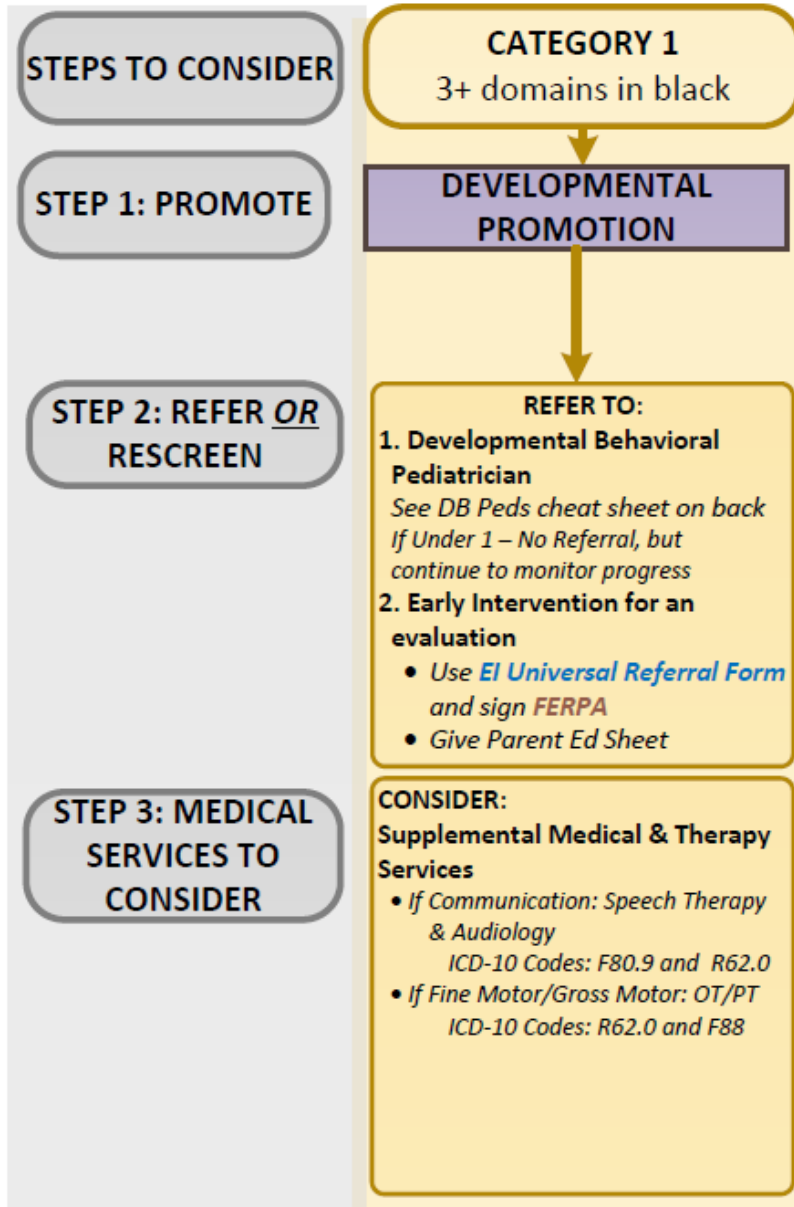 STEPS TO CONSIDER
CATEGORY 1
3+ domains in black
STEP 1: PROMOTE
DEVELOPMENTAL
PROMOTION
STEP 2: REFER OR
RESCREEN
REFER TO:
1. Developmental Behavioral
Pediatrician
See DB Peds cheat sheet on back
If Under 1 – No Referral, but
continue to monitor progress
2. Early Intervention for an
evaluation
• Use EI Universal Referral Form
and sign FERPA
• Give Parent Ed Sheet
STEP 3: MEDICAL
SERVICES TO
CONSIDER
CONSIDER:
Supplemental Medical & Therapy
Services
• If Communication: Speech Therapy
& Audiology
ICD-10 Codes: F80.9 and R62.0
• If Fine Motor/Gross Motor: OT/PT
ICD-10 Codes: R62.0 and F88